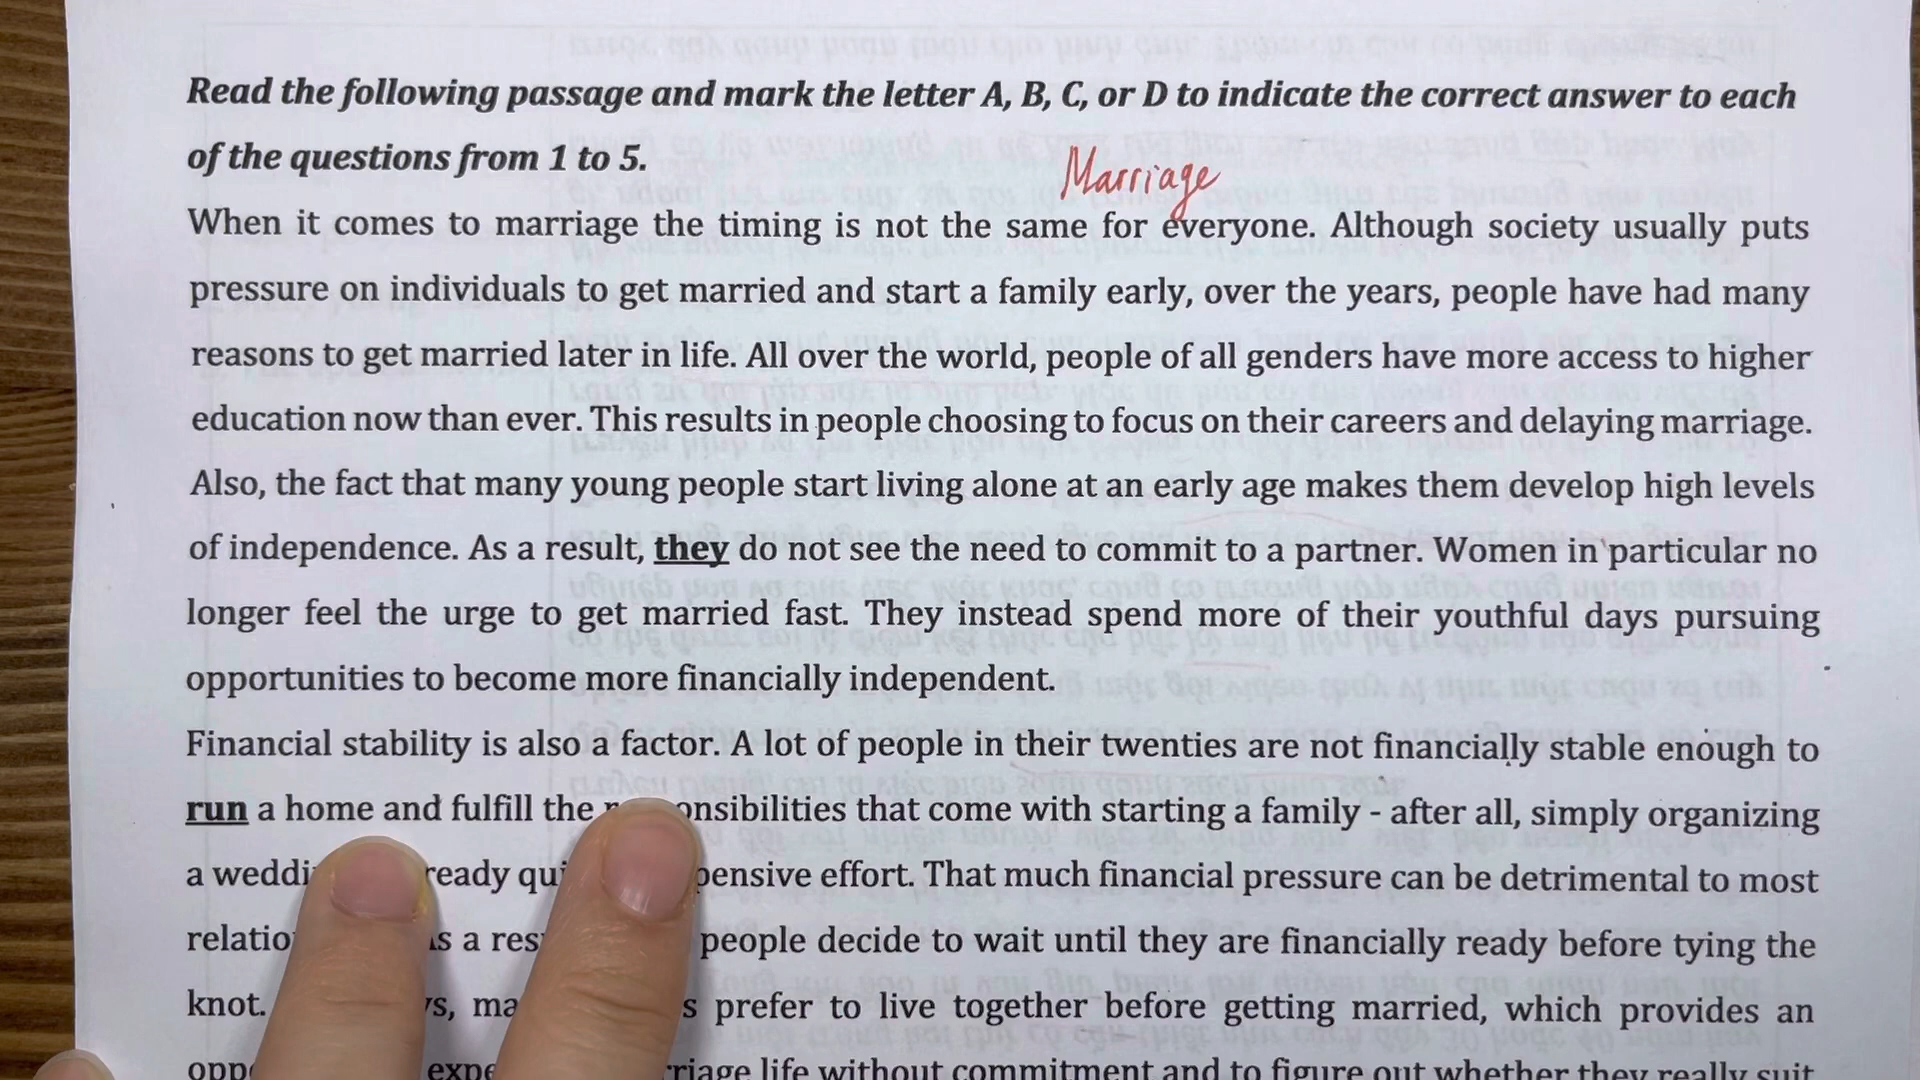 Read the following passage and mark the letter A, B, C, or D to indicate the correct answer to each
of the questions from 1 to 5.
Marriage
When it comes to marriage the timing is not the same for everyone. Although society usually puts
pressure on individuals to get married and start a family early, over the years, people have had many
reasons to get married later in life. All over the world, people of all genders have more access to higher
education now than ever. This results in people choosing to focus on their careers and delaying marriage.
Also, the fact that many young people start living alone at an early age makes them develop high levels
of independence. As a result, they do not see the need to commit to a partner. Women in particular no
longer feel the urge to get married fast. They instead spend more of their youthful days pursuing
opportunities to become more financially independent.
Financial stability is also a factor. A lot of people in their twenties are not financially stable enough to
run a home and fulfill the that come with starting a family - after all, simply organizing
a effort. That much financial pressure can be detrimental to most
a people decide to wait until they are financially ready before tying the
knot. prefer to live together before getting married, which provides an
life without commitment and to figure out whether they really suit